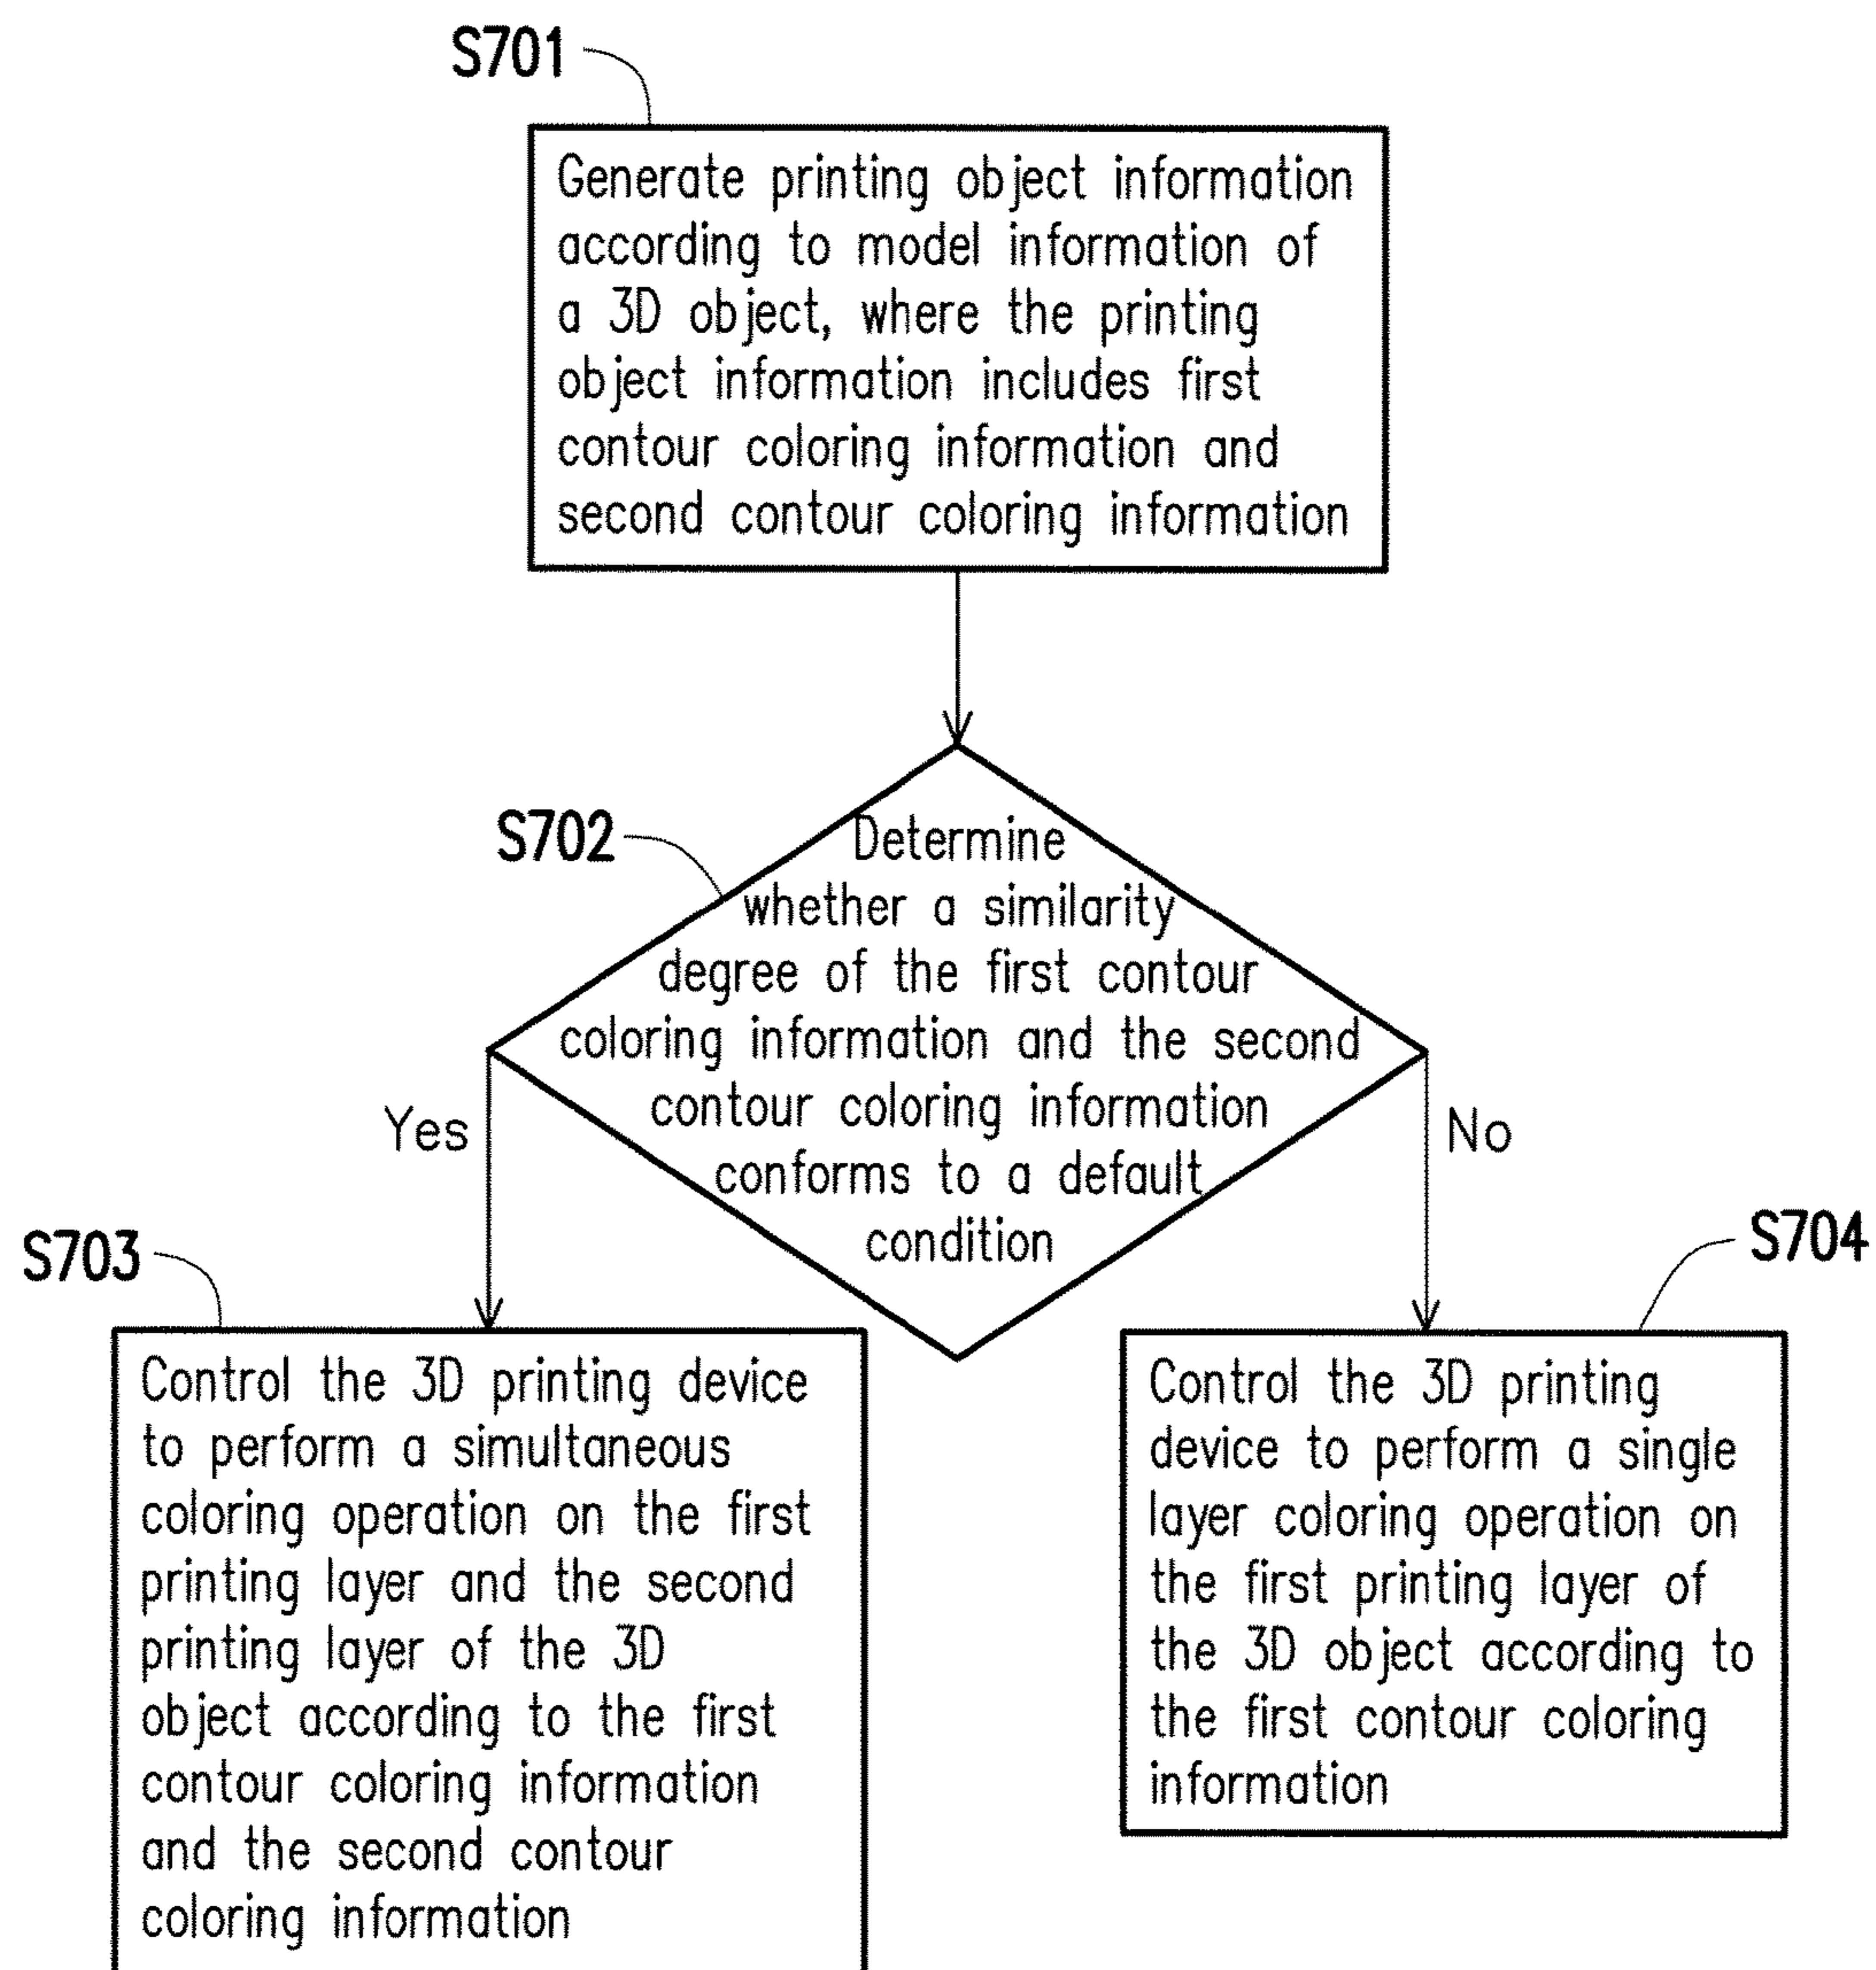 S701
Generate printing object information
according to model information of
a 3D object, where the printing
object information includes first
contour coloring information and
second contour coloring information
S702
Determine
whether a similarity
degree of the first contour
coloring information and the second
contour coloring information
conforms to a default
condition
Yes
No
S703
Control the 3D printing device
to perform a simultaneous
coloring operation on the first
printing layer and the second
printing layer of the 3D
object according to the first
contour coloring information
and the second contour
coloring information
S704
Control the 3D printing
device to perform a single
layer coloring operation on
the first printing layer of
the 3D object according to
the first contour coloring
information